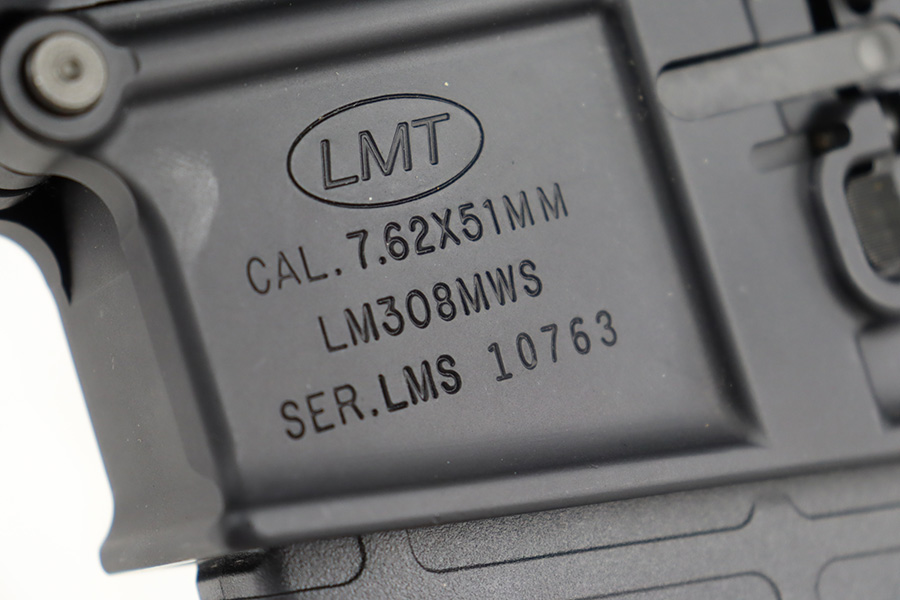 LMT
CAL. 7.62X51MM
LM308MWS
SER. LMS 10763